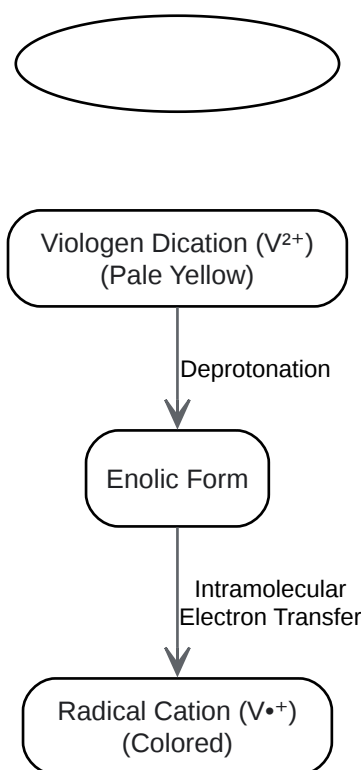 Viologen Dication (V²⁺)
(Pale Yellow)
Deprotonation
Enolic Form
Intramolecular
Electron Transfer
Radical Cation (V•⁺)
(Colored)